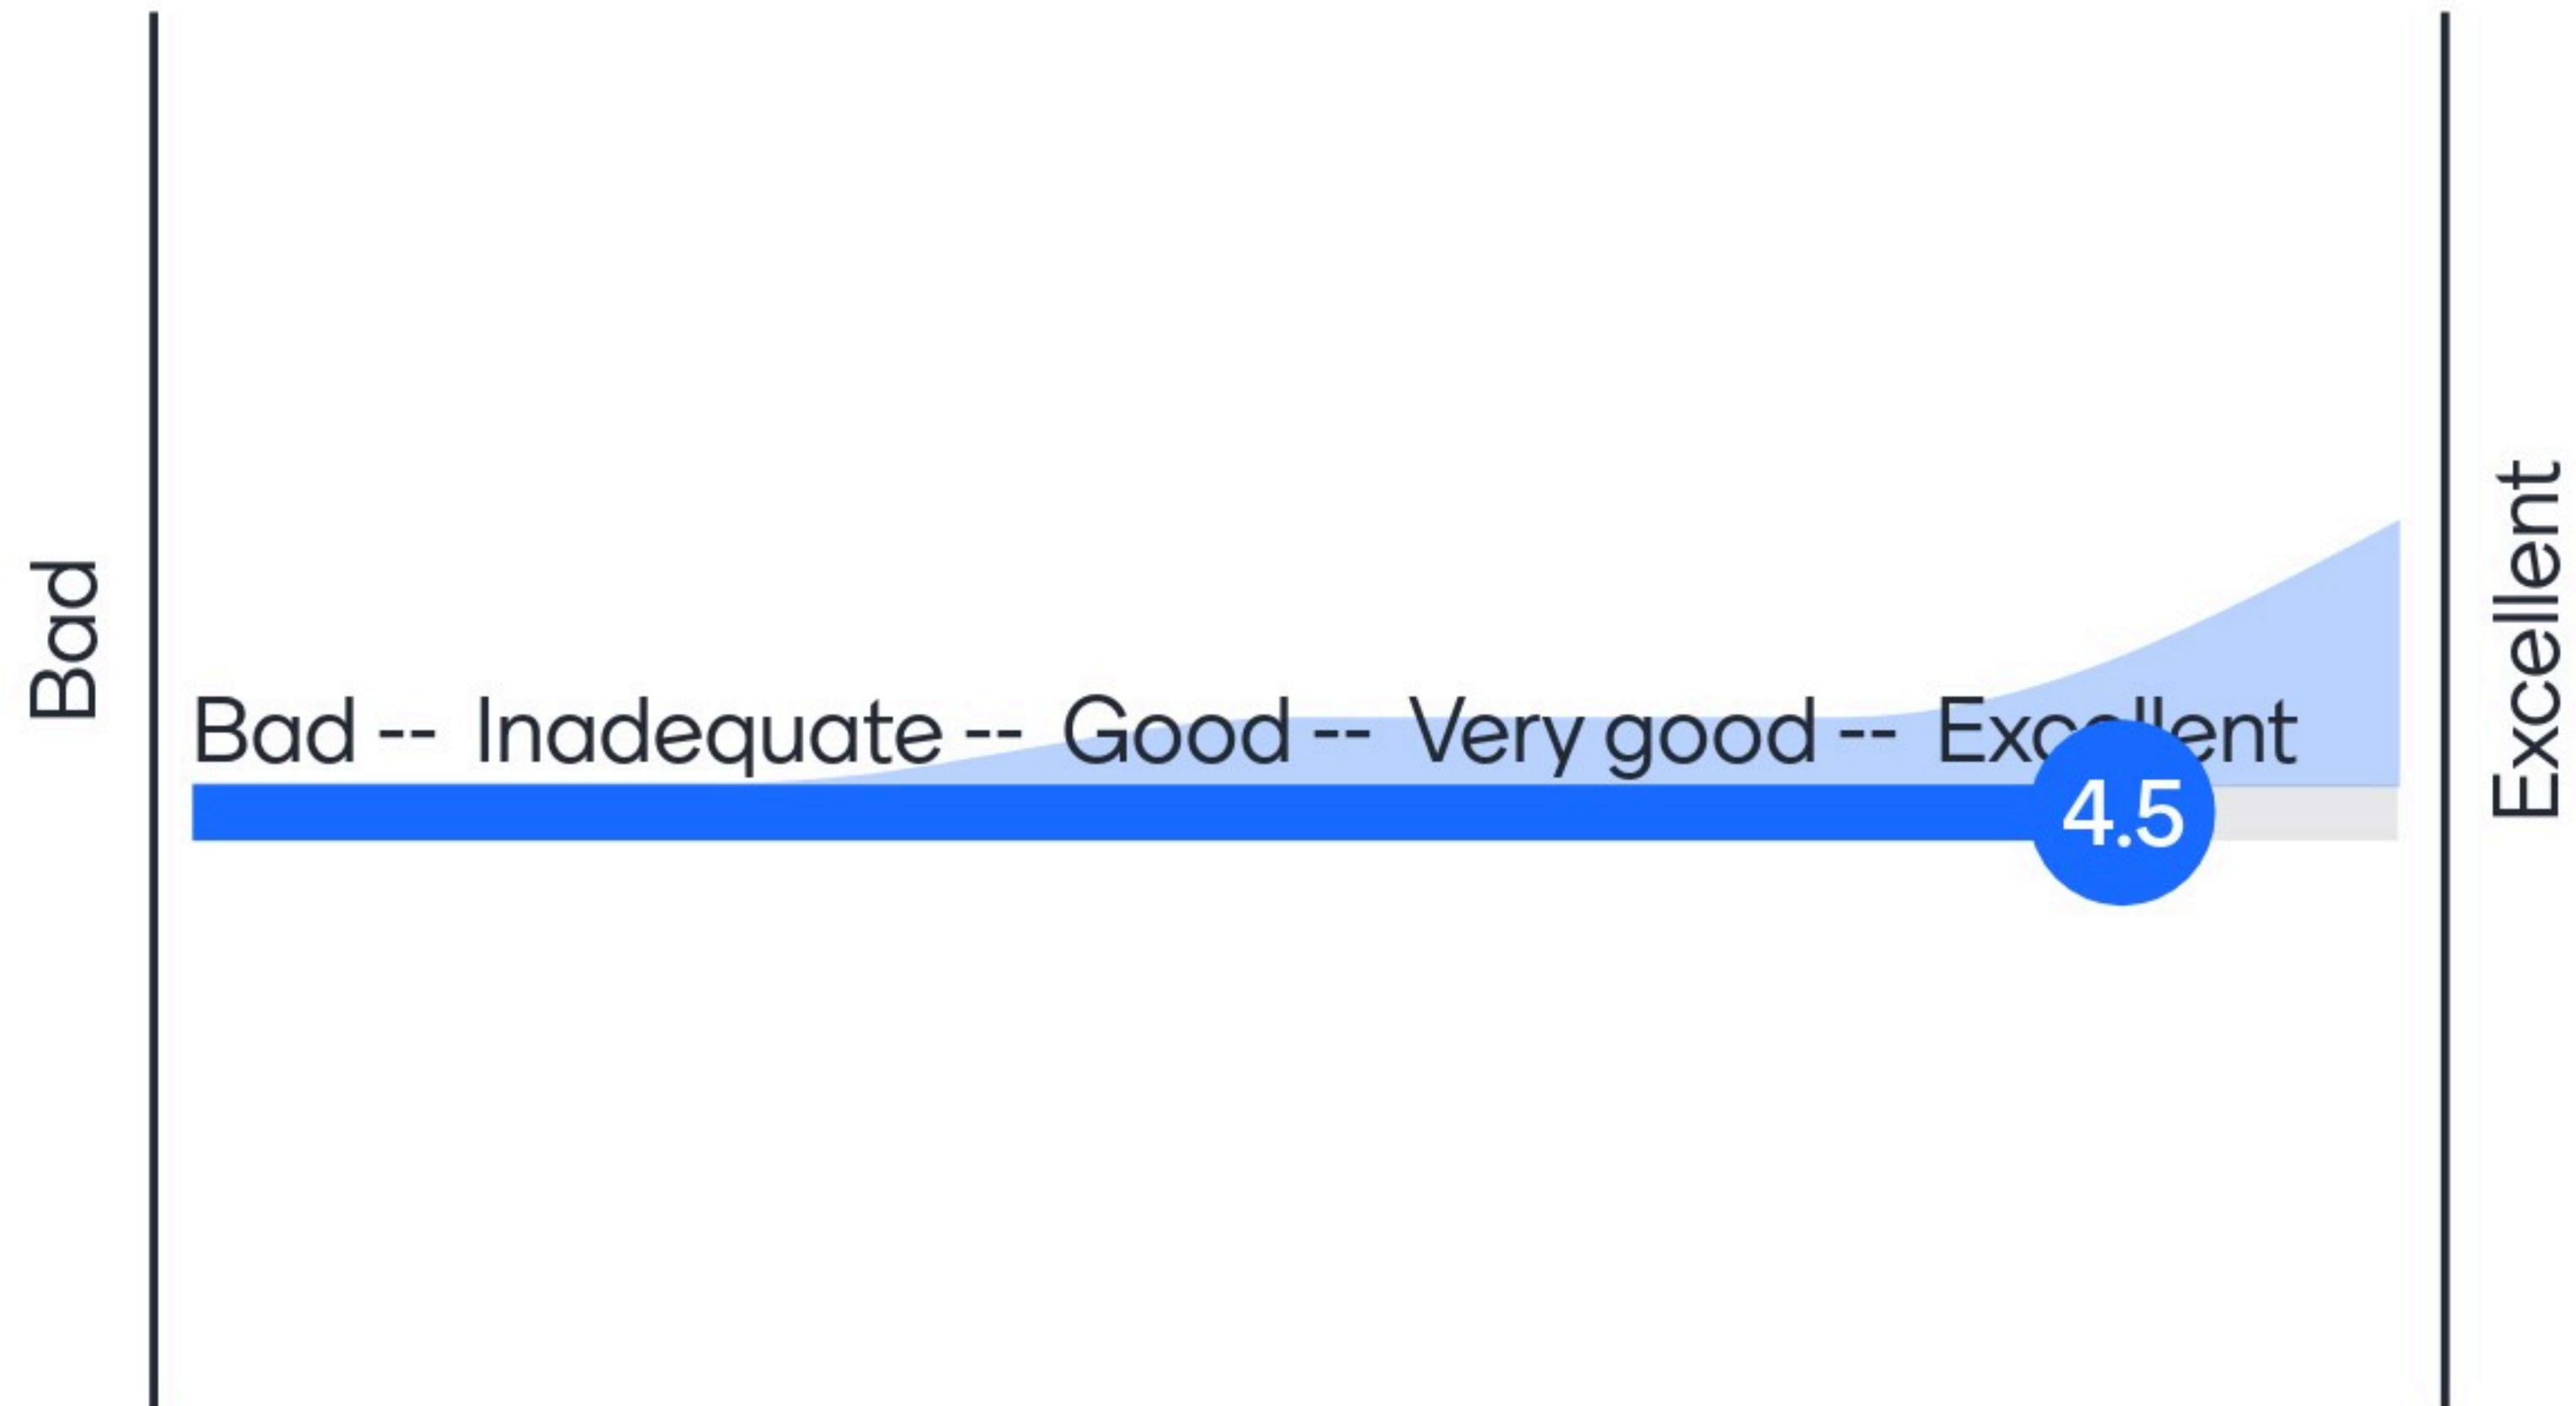 Bad
Bad -- Inadequate -- Good -- Very good -- Excellent
4.5
Excellent